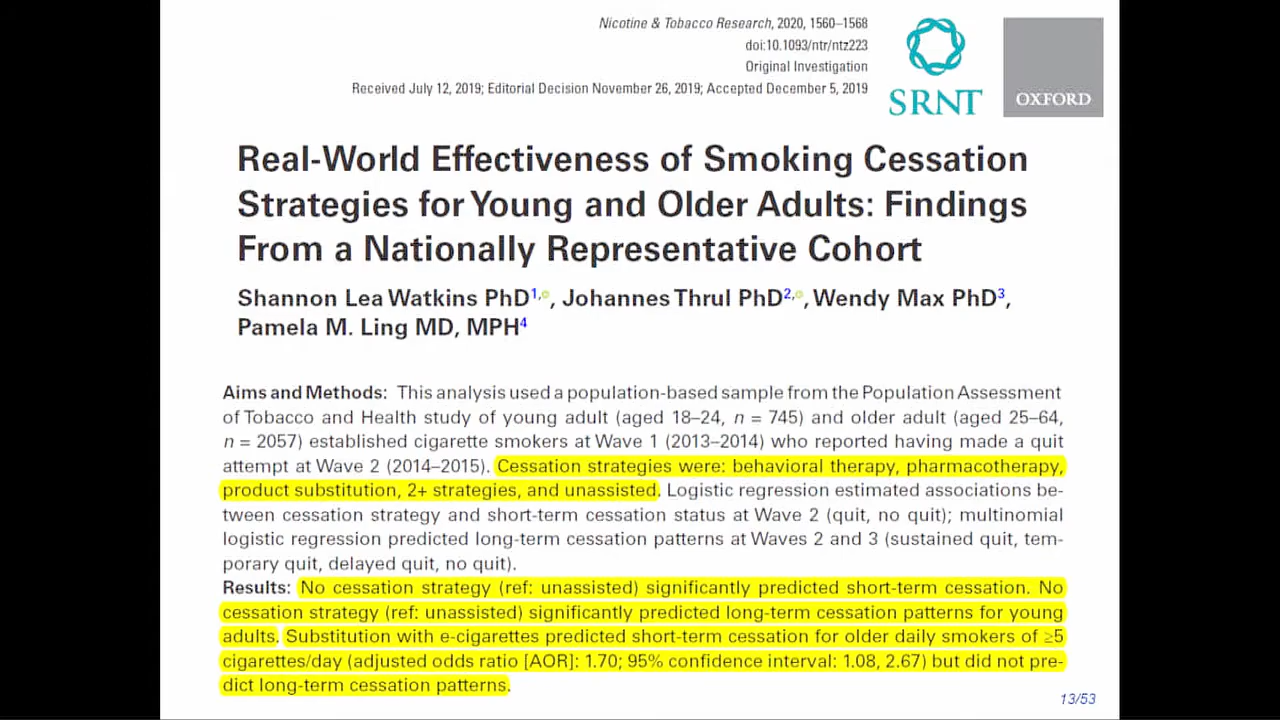 Nicotine & Tobacco Research, 2020, 1560–1568
doi:10.1093/ntr/ntz223
Original Investigation
Received July 12, 2019; Editorial Decision November 26, 2019; Accepted December 5, 2019
SRNT
OXFORD
Real-World Effectiveness of Smoking Cessation
Strategies for Young and Older Adults: Findings
From a Nationally Representative Cohort
Shannon Lea Watkins PhD1, , Johannes Thrul PhD2, , Wendy Max PhD3,
Pamela M. Ling MD, MPH4
Aims and Methods: This analysis used a population-based sample from the Population Assessment
of Tobacco and Health study of young adult (aged 18–24, n = 745) and older adult (aged 25–64,
n = 2057) established cigarette smokers at Wave 1 (2013–2014) who reported having made a quit
attempt at Wave 2 (2014–2015). Cessation strategies were: behavioral therapy, pharmacotherapy,
product substitution, 2+ strategies, and unassisted. Logistic regression estimated associations be-
tween cessation strategy and short-term cessation status at Wave 2 (quit, no quit); multinomial
logistic regression predicted long-term cessation patterns at Waves 2 and 3 (sustained quit, tem-
porary quit, delayed quit, no quit).
Results: No cessation strategy (ref: unassisted) significantly predicted short-term cessation. No
cessation strategy (ref: unassisted) significantly predicted long-term cessation patterns for young
adults. Substitution with e-cigarettes predicted short-term cessation for older daily smokers of ≥5
cigarettes/day (adjusted odds ratio [AOR]: 1.70; 95% confidence interval: 1.08, 2.67) but did not pre-
dict long-term cessation patterns.
13/53